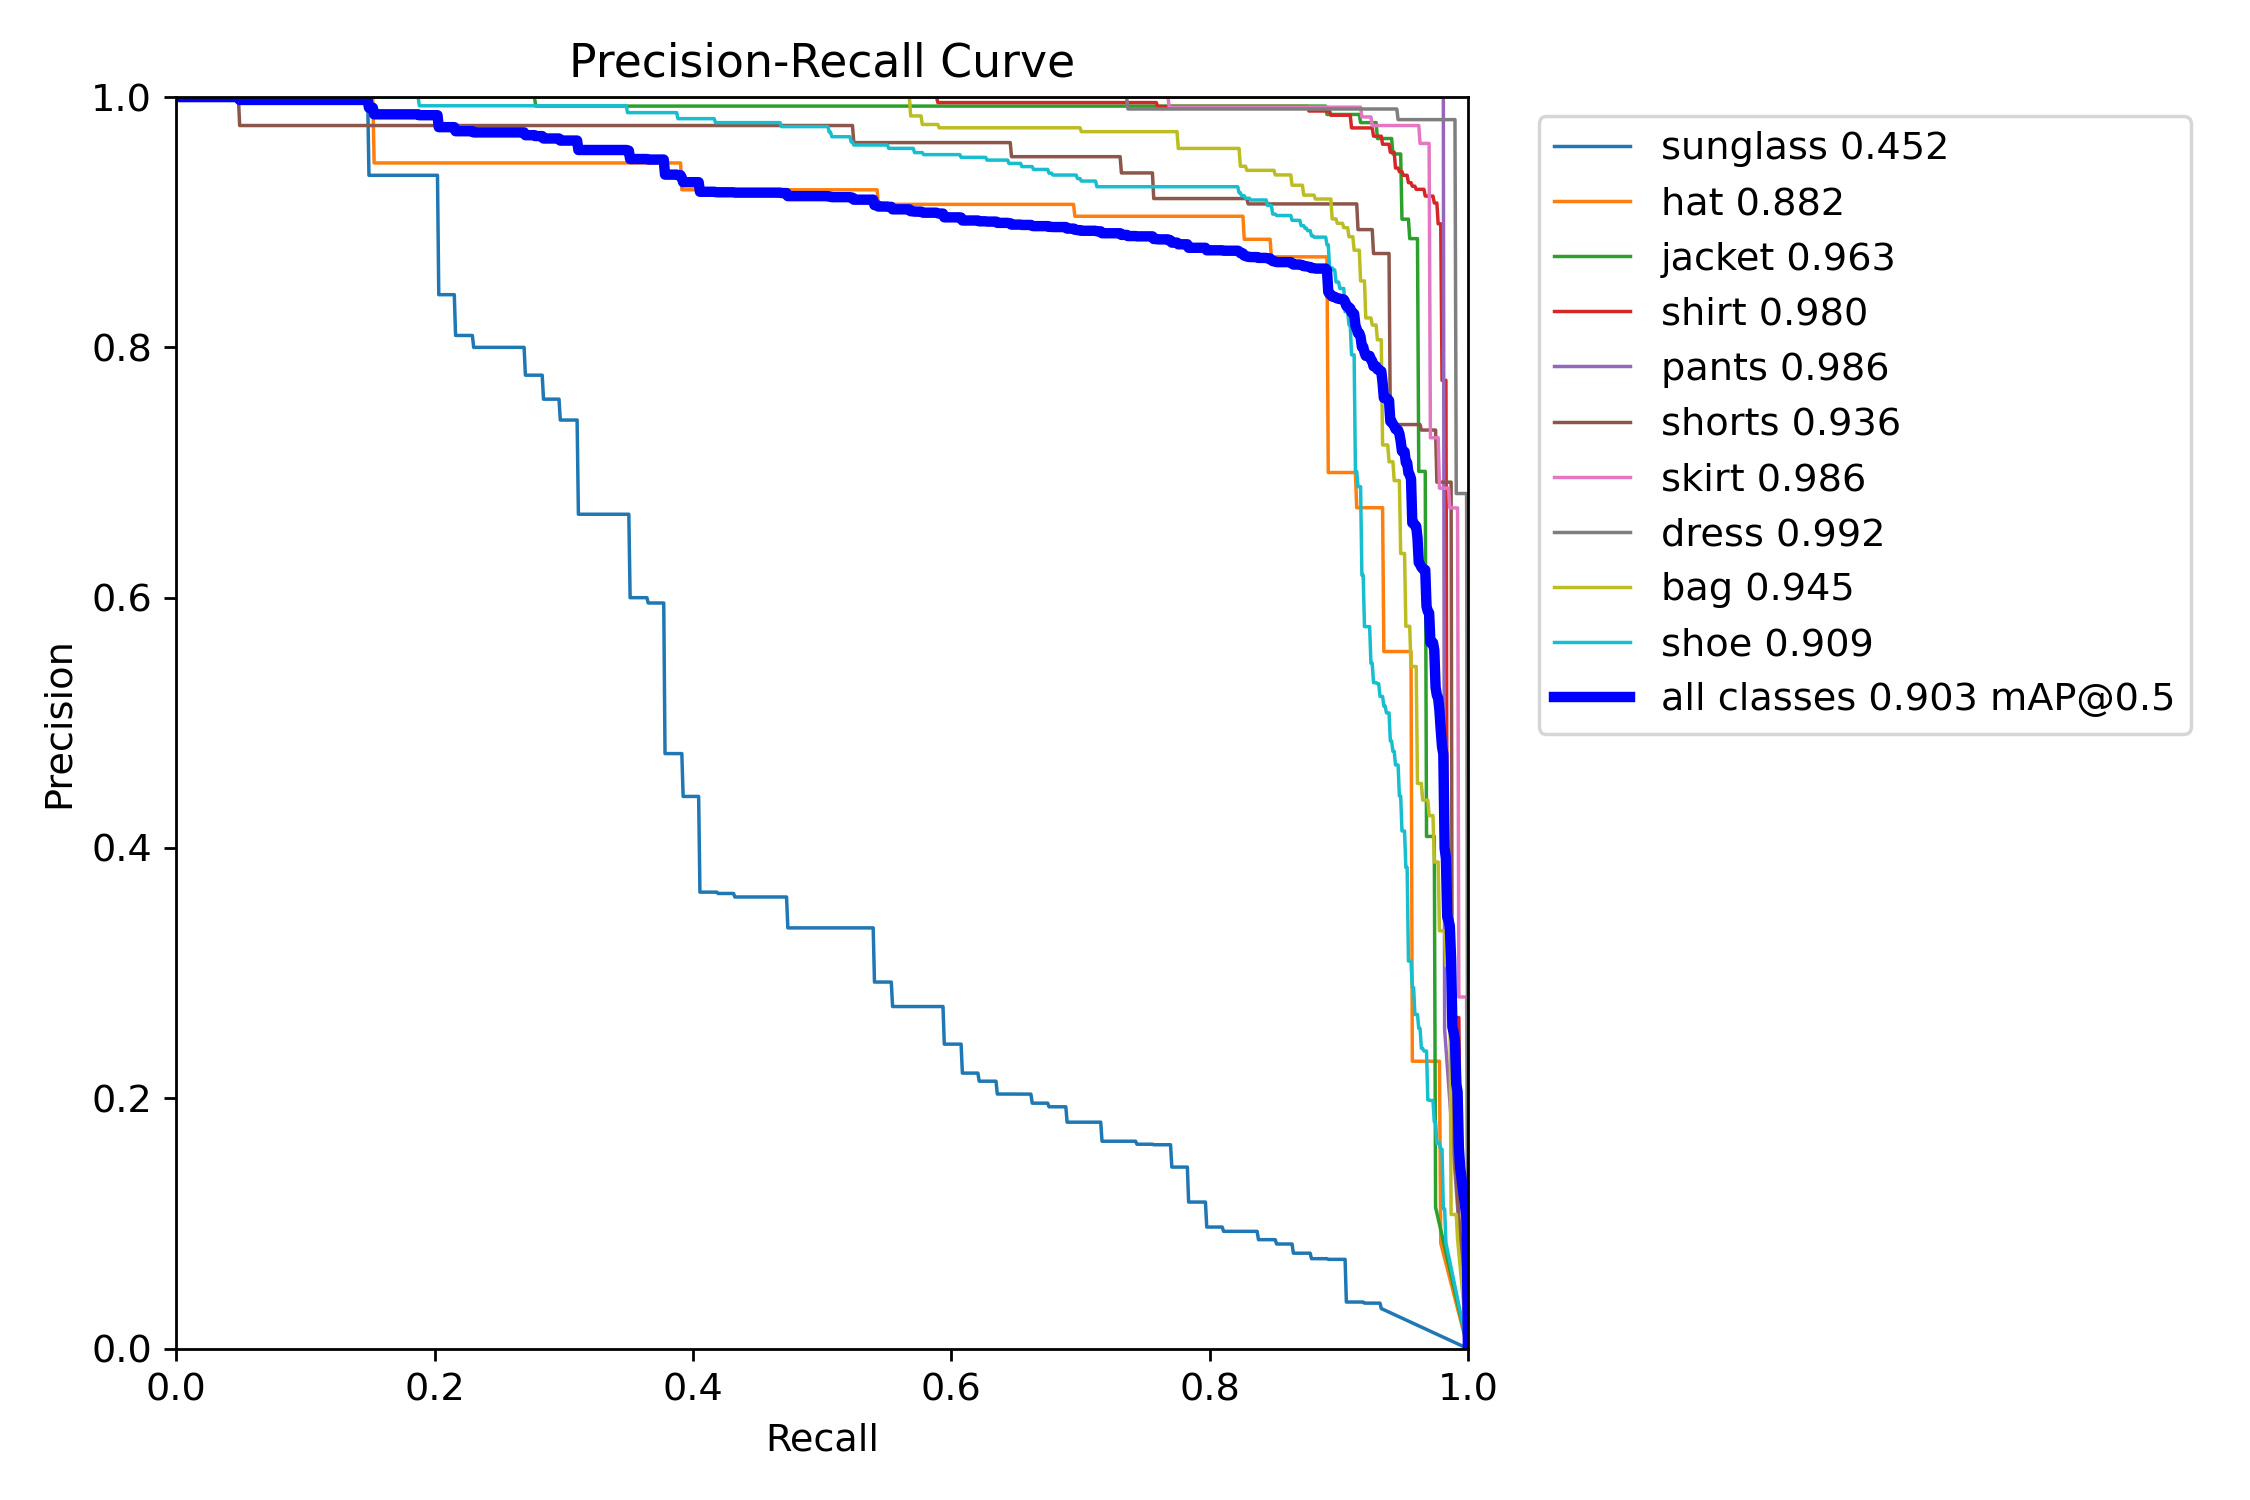 Precision-Recall Curve
1.0
0.8
0.6
0.4
0.2
0.0
Precision
0.0 0.2 0.4 0.6 0.8 1.0
Recall
sunglass 0.452
hat 0.882
jacket 0.963
shirt 0.980
pants 0.986
shorts 0.936
skirt 0.986
dress 0.992
bag 0.945
shoe 0.909
all classes 0.903 mAP@0.5